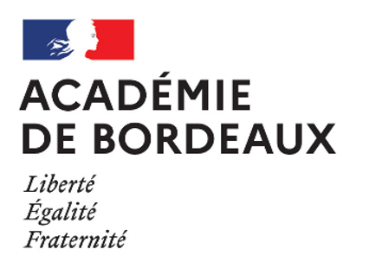 ACADÉMIE
DE BORDEAUX
Liberté
Égalité
Fraternité